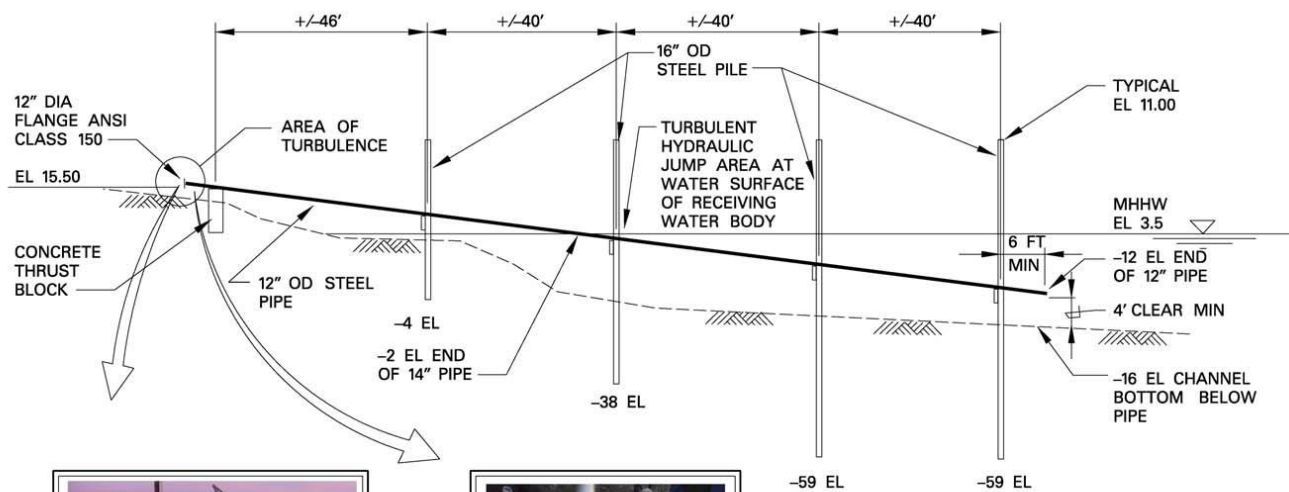 +/–46'
+/–40'
+/–40'
+/–40'
16" OD
STEEL PILE
TYPICAL
EL 11.00
12" DIA
FLANGE ANSI
CLASS 150
AREA OF
TURBULENCE
TURBULENT
HYDRAULIC
JUMP AREA AT
WATER SURFACE
OF RECEIVING
WATER BODY
EL 15.50
MHHW
EL 3.5
6 FT
MIN
–12 EL END
OF 12" PIPE
CONCRETE
THRUST
BLOCK
12" OD STEEL
PIPE
4' CLEAR MIN
–4 EL
–2 EL END
OF 14" PIPE
–38 EL
–16 EL CHANNEL
BOTTOM BELOW
PIPE
–59 EL
–59 EL